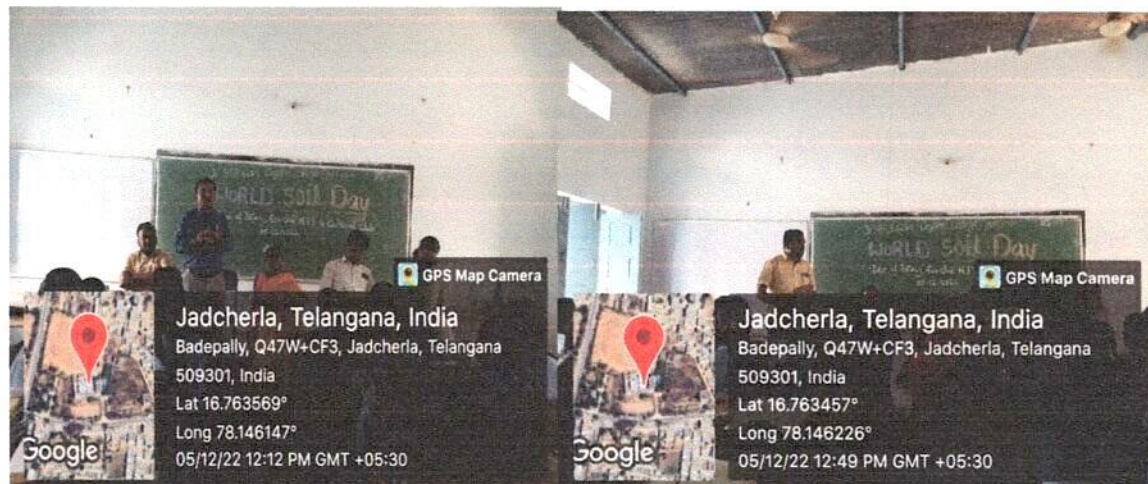 WORLD Soil Day
GPS Map Camera
Jadcherla, Telangana, India
Badepally, Q47W+CF3, Jadcherla, Telangana
509301, India
Lat 16.763569°
Long 78.146147°
05/12/22 12:12 PM GMT +05:30
Google
WORLD Soil Day
GPS Map Camera
Jadcherla, Telangana, India
Badepally, Q47W+CF3, Jadcherla, Telangana
509301, India
Lat 16.763457°
Long 78.146226°
05/12/22 12:49 PM GMT +05:30
Google